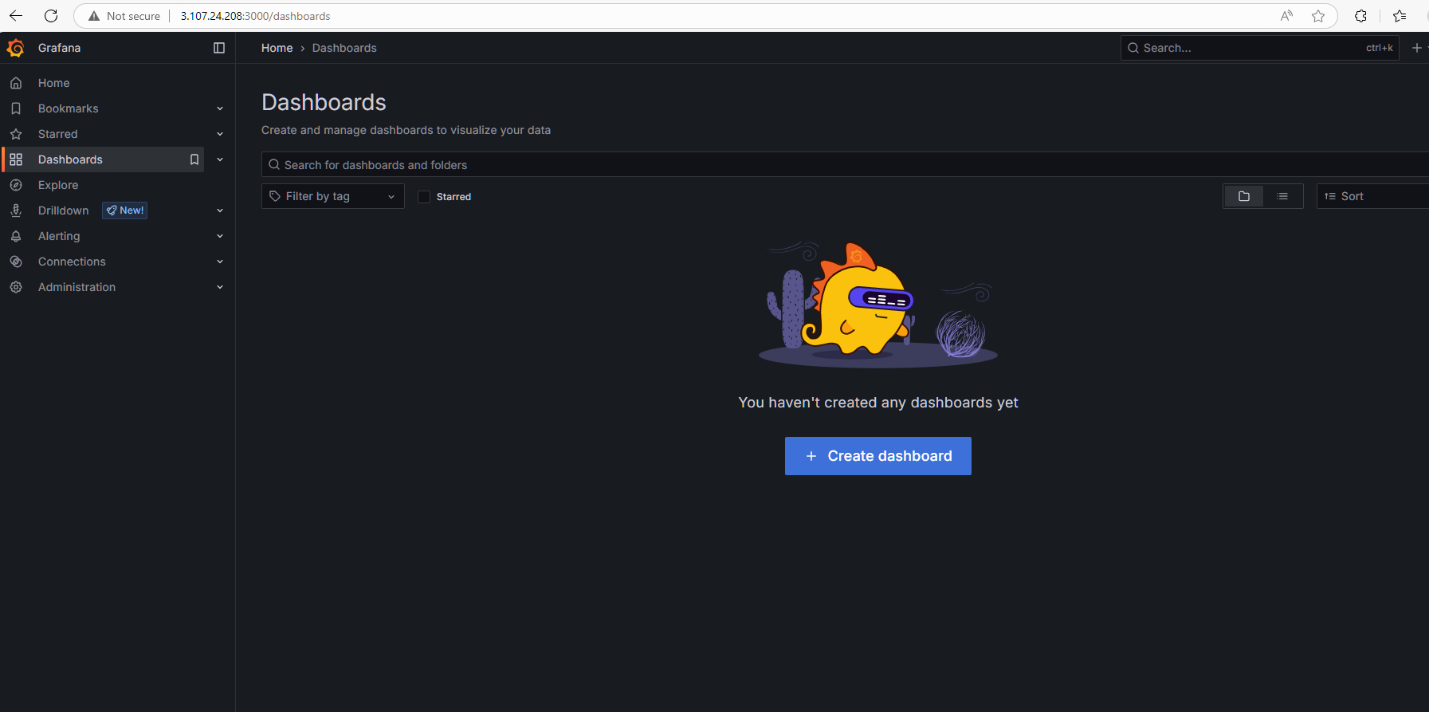 Not secure 3.107.24.208:3000/dashboards
Grafana
Home › Dashboards
Search... ctrl+k
Home
Bookmarks
Starred
Dashboards
Explore
Drilldown New!
Alerting
Connections
Administration
Dashboards
Create and manage dashboards to visualize your data
Search for dashboards and folders
Filter by tag
Starred
Sort
You haven't created any dashboards yet
+ Create dashboard